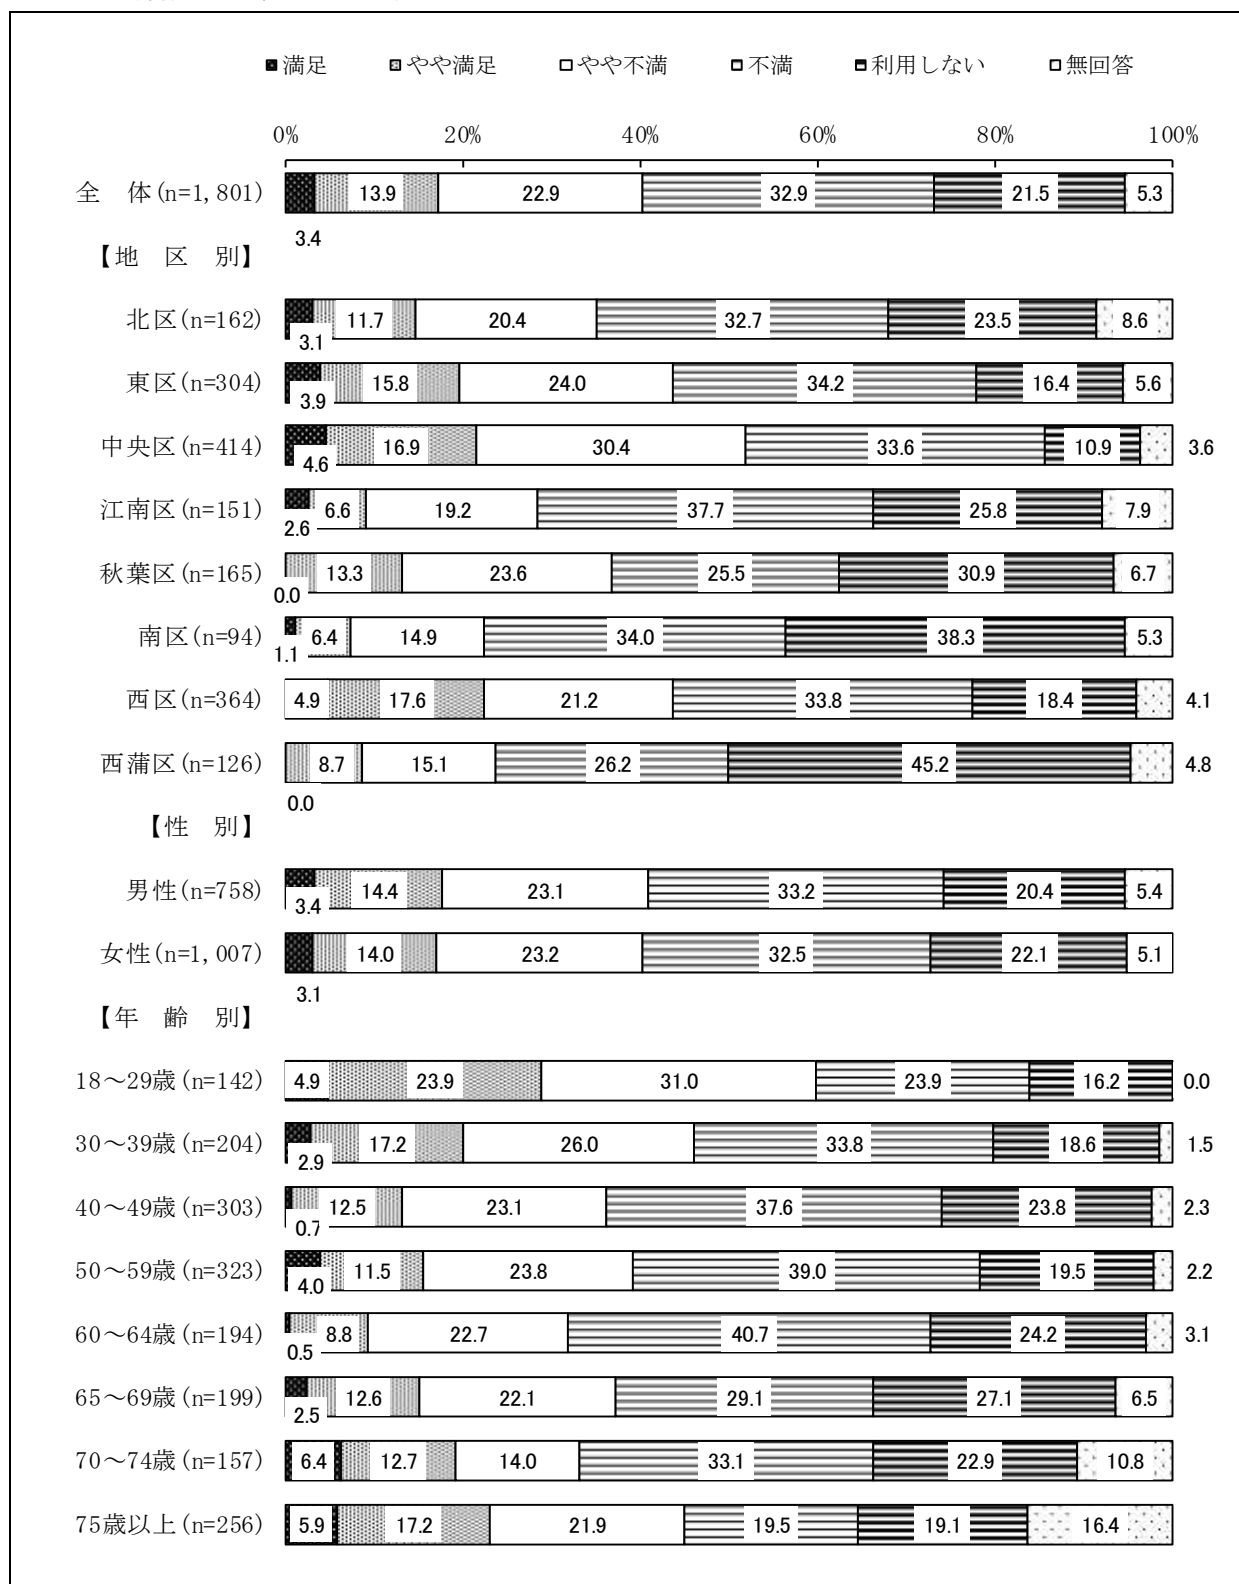 満足 やや満足 やや不満 不満 利用しない 無回答
0% 20% 40% 60% 80% 100%
全　体(n=1,801) 13.9 22.9 32.9 21.5 5.3
3.4
【地　区　別】
北区(n=162) 3.1 11.7 20.4 32.7 23.5 8.6
東区(n=304) 3.9 15.8 24.0 34.2 16.4 5.6
中央区(n=414) 4.6 16.9 30.4 33.6 10.9 3.6
江南区(n=151) 2.6 6.6 19.2 37.7 25.8 7.9
秋葉区(n=165) 0.0 13.3 23.6 25.5 30.9 6.7
南区(n=94) 1.1 6.4 14.9 34.0 38.3 5.3
西区(n=364) 4.9 17.6 21.2 33.8 18.4 4.1
西蒲区(n=126) 8.7 15.1 26.2 45.2 4.8
0.0
【性　別】
男性(n=758) 3.4 14.4 23.1 33.2 20.4 5.4
女性(n=1,007) 14.0 23.2 32.5 22.1 5.1
3.1
【年　齢　別】
18～29歳(n=142) 4.9 23.9 31.0 23.9 16.2 0.0
30～39歳(n=204) 2.9 17.2 26.0 33.8 18.6 1.5
40～49歳(n=303) 0.7 12.5 23.1 37.6 23.8 2.3
50～59歳(n=323) 4.0 11.5 23.8 39.0 19.5 2.2
60～64歳(n=194) 0.5 8.8 22.7 40.7 24.2 3.1
65～69歳(n=199) 2.5 12.6 22.1 29.1 27.1 6.5
70～74歳(n=157) 6.4 12.7 14.0 33.1 22.9 10.8
75歳以上(n=256) 5.9 17.2 21.9 19.5 19.1 16.4